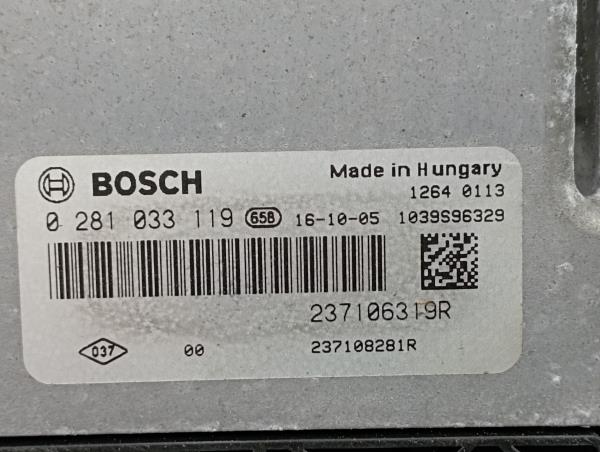 BOSCH Made in Hungary
1264 0113
0 281 033 119 658 16-10-05 1039S96329
237106319R
037 00 237108281R